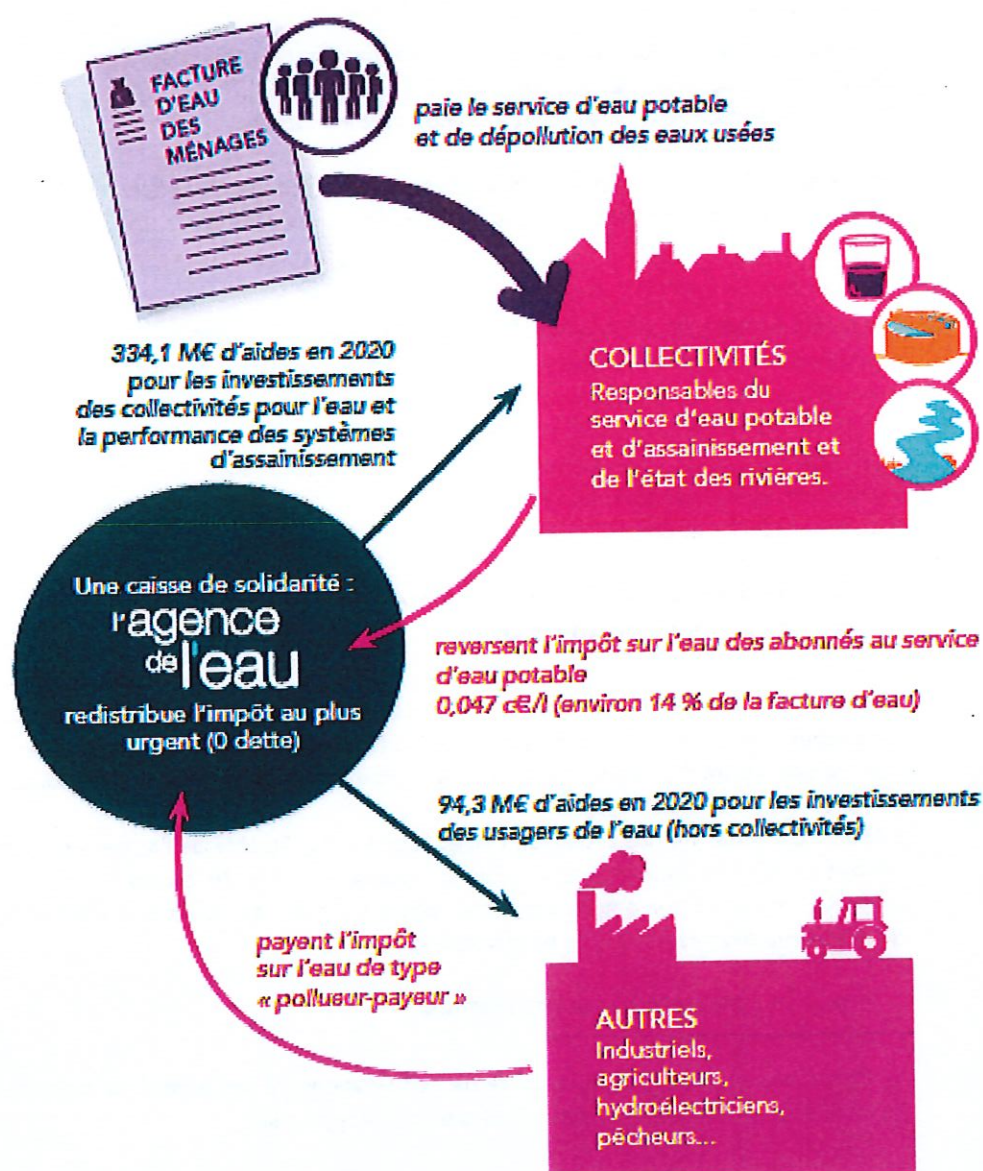 FACTURE
D'EAU
DES
MÉNAGES
paie le service d'eau potable
et de dépollution des eaux usées
334,1 M€ d'aides en 2020
pour les investissements
des collectivités pour l'eau et
la performance des systèmes
d'assainissement
COLLECTIVITÉS
Responsables du
service d'eau potable
et d'assainissement et
de l'état des rivières.
Une caisse de solidarité :
l'agence
de l'eau
redistribue l'impôt au plus
urgent (0 dette)
reversent l'impôt sur l'eau des abonnés au service
d'eau potable
0,047 c€/l (environ 14 % de la facture d'eau)
94,3 M€ d'aides en 2020 pour les investissements
des usagers de l'eau (hors collectivités)
payent l'impôt
sur l'eau de type
« pollueur-payeur »
AUTRES
Industriels,
agriculteurs,
hydroélectriciens,
pêcheurs...